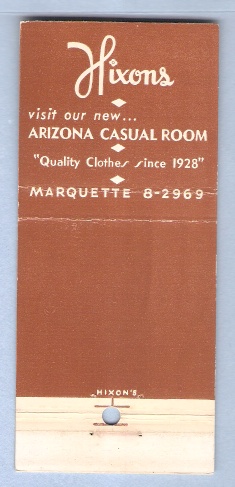 Hixons
visit our new...
ARIZONA CASUAL ROOM
"Quality Clothes since 1928"
MARQUETTE 8-2969
HIXON'S